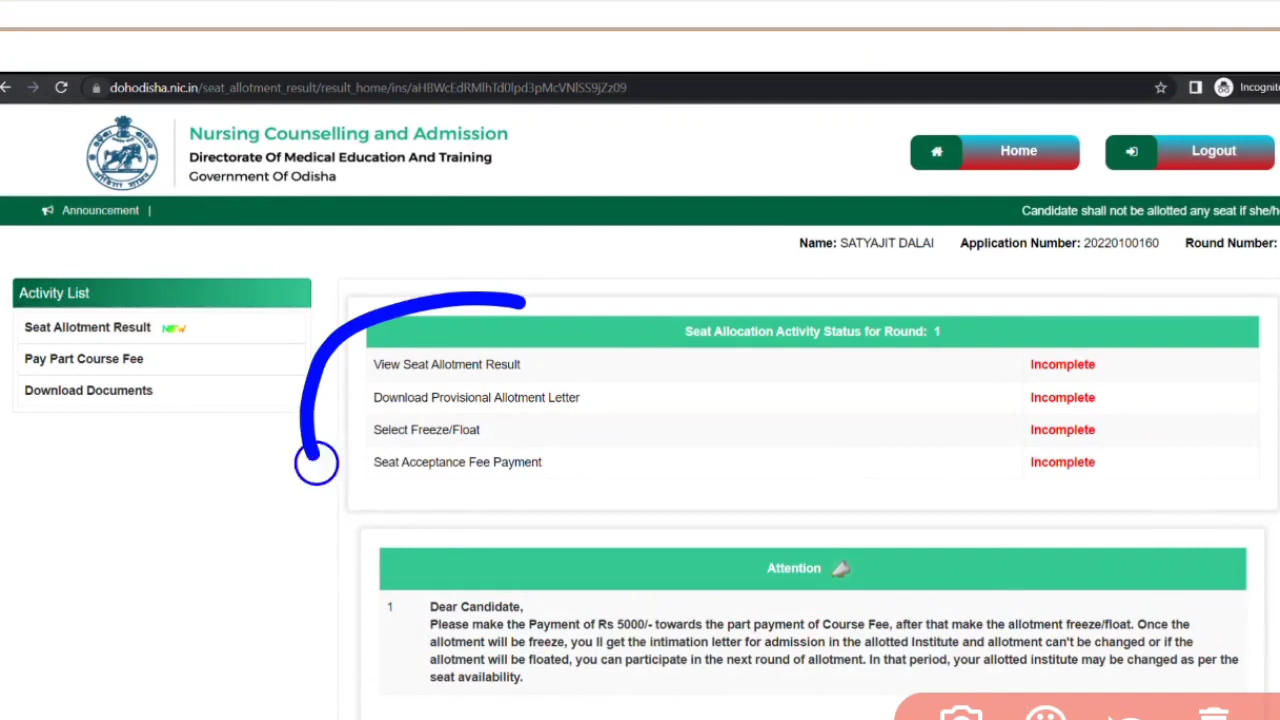 dohodisha.nic.in/seat_allotment_result/result_home/ins/
Incognit
Nursing Counselling and Admission
Directorate Of Medical Education And Training
Government Of Odisha
Home
Logout
Announcement |
Candidate shall not be allotted any seat if she/h
Name: SATYAJIT DALAI Application Number: 20220100160 Round Number:
Activity List
Seat Allotment Result NEW
Pay Part Course Fee
Download Documents
Seat Allocation Activity Status for Round: 1
View Seat Allotment Result Incomplete
Download Provisional Allotment Letter Incomplete
Select Freeze/Float Incomplete
Seat Acceptance Fee Payment Incomplete
Attention
1 Dear Candidate,
Please make the Payment of Rs 5000/- towards the part payment of Course Fee, after that make the allotment freeze/float. Once the
allotment will be freeze, you ll get the intimation letter for admission in the allotted Institute and allotment can't be changed or if the
allotment will be floated, you can participate in the next round of allotment. In that period, your allotted institute may be changed as per the
seat availability.